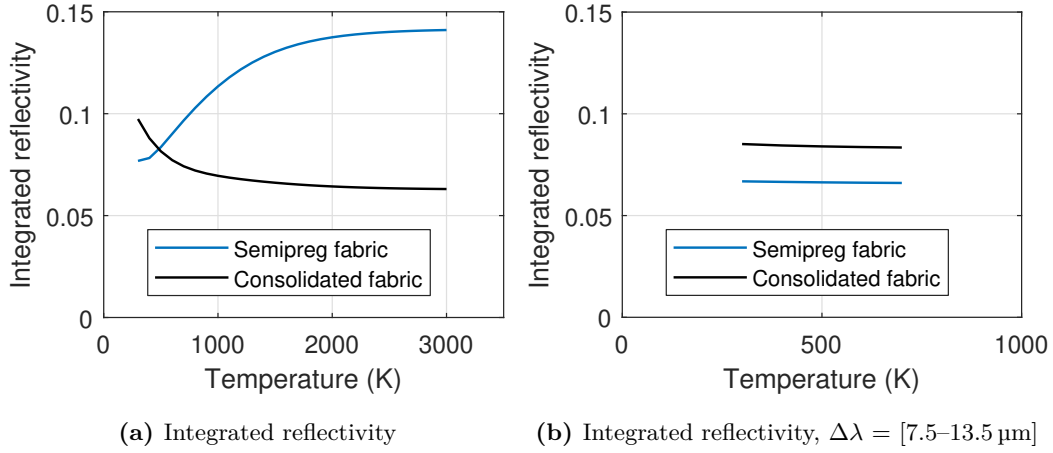 0.15
0.1
0.05
0
Integrated reflectivity
Semipreg fabric
Consolidated fabric
0
1000
2000
3000
Temperature (K)
(a) Integrated reflectivity
0.15
0.1
0.05
0
Integrated reflectivity
Semipreg fabric
Consolidated fabric
0
500
1000
Temperature (K)
(b) Integrated reflectivity, Δλ = [7.5–13.5 µm]